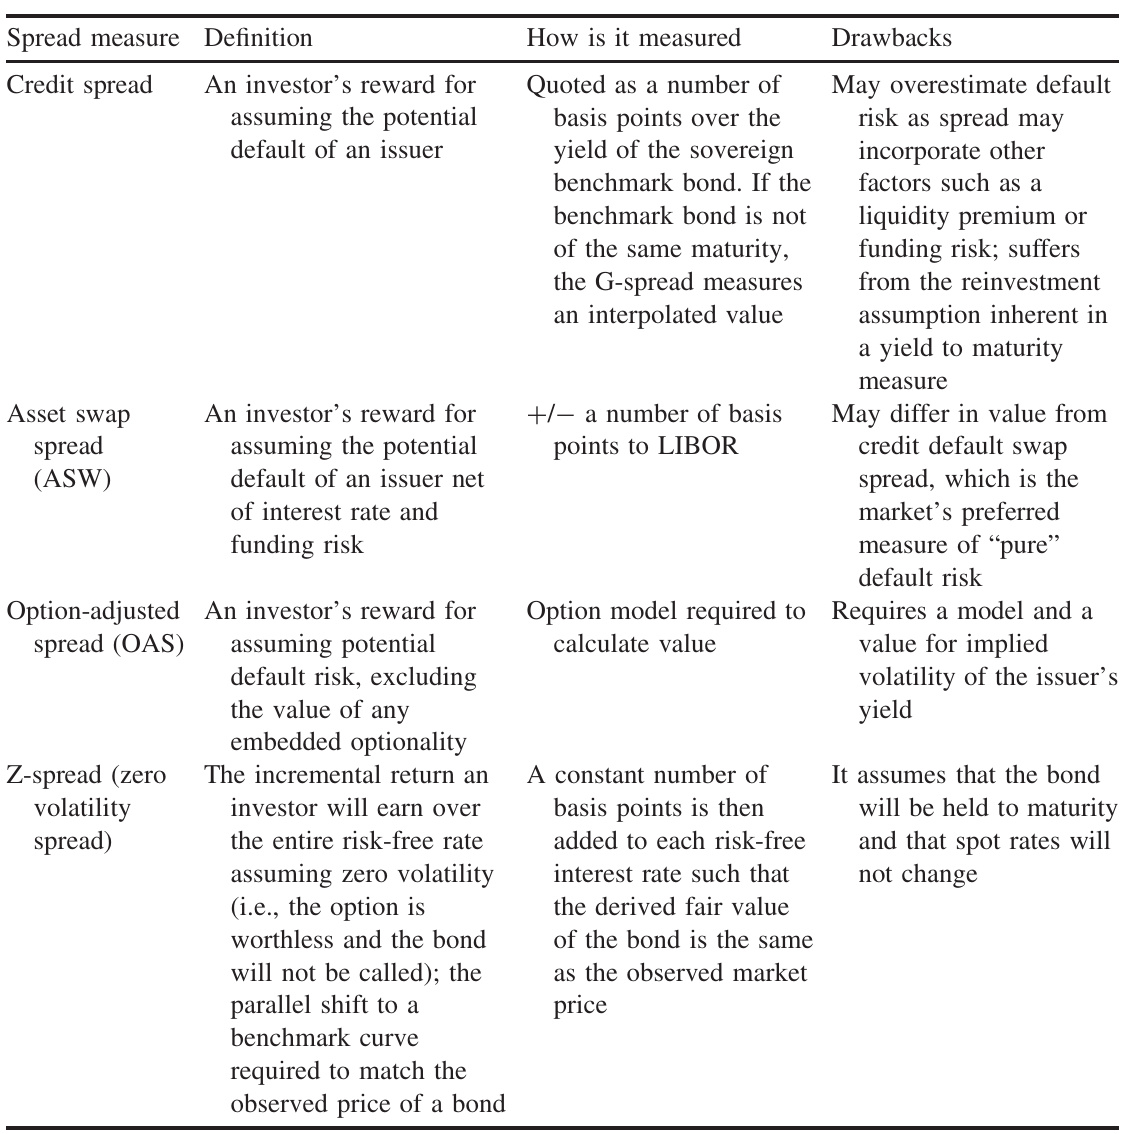 Spread measure Definition How is it measured Drawbacks
Credit spread An investor's reward for Quoted as a number of May overestimate default
assuming the potential basis points over the risk as spread may
default of an issuer yield of the sovereign incorporate other
benchmark bond. If the factors such as a
benchmark bond is not liquidity premium or
of the same maturity, funding risk; suffers
the G-spread measures from the reinvestment
an interpolated value assumption inherent in
a yield to maturity
measure
Asset swap An investor's reward for +/− a number of basis May differ in value from
spread assuming the potential points to LIBOR credit default swap
(ASW) default of an issuer net spread, which is the
of interest rate and market's preferred
funding risk measure of “pure”
default risk
Option-adjusted An investor's reward for Option model required to Requires a model and a
spread (OAS) assuming potential calculate value value for implied
default risk, excluding volatility of the issuer's
the value of any yield
embedded optionality
Z-spread (zero The incremental return an A constant number of It assumes that the bond
volatility investor will earn over basis points is then will be held to maturity
spread) the entire risk-free rate added to each risk-free and that spot rates will
assuming zero volatility interest rate such that not change
(i.e., the option is the derived fair value
worthless and the bond of the bond is the same
will not be called); the as the observed market
parallel shift to a price
benchmark curve
required to match the
observed price of a bond